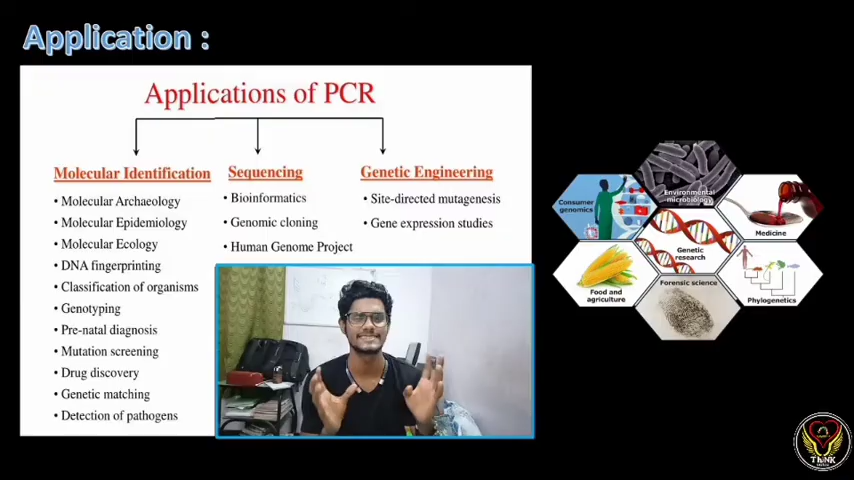 Application :
Applications of PCR
Molecular Identification
• Molecular Archaeology
• Molecular Epidemiology
• Molecular Ecology
• DNA fingerprinting
• Classification of organisms
• Genotyping
• Pre-natal diagnosis
• Mutation screening
• Drug discovery
• Genetic matching
• Detection of pathogens
Sequencing
• Bioinformatics
• Genomic cloning
• Human Genome Project
Genetic Engineering
• Site-directed mutagenesis
• Gene expression studies
Environmental
microbiology
Consumer
genomics
Medicine
Genetic
research
Food and
agriculture
Phylogenetics
Forensic science
ThiNK